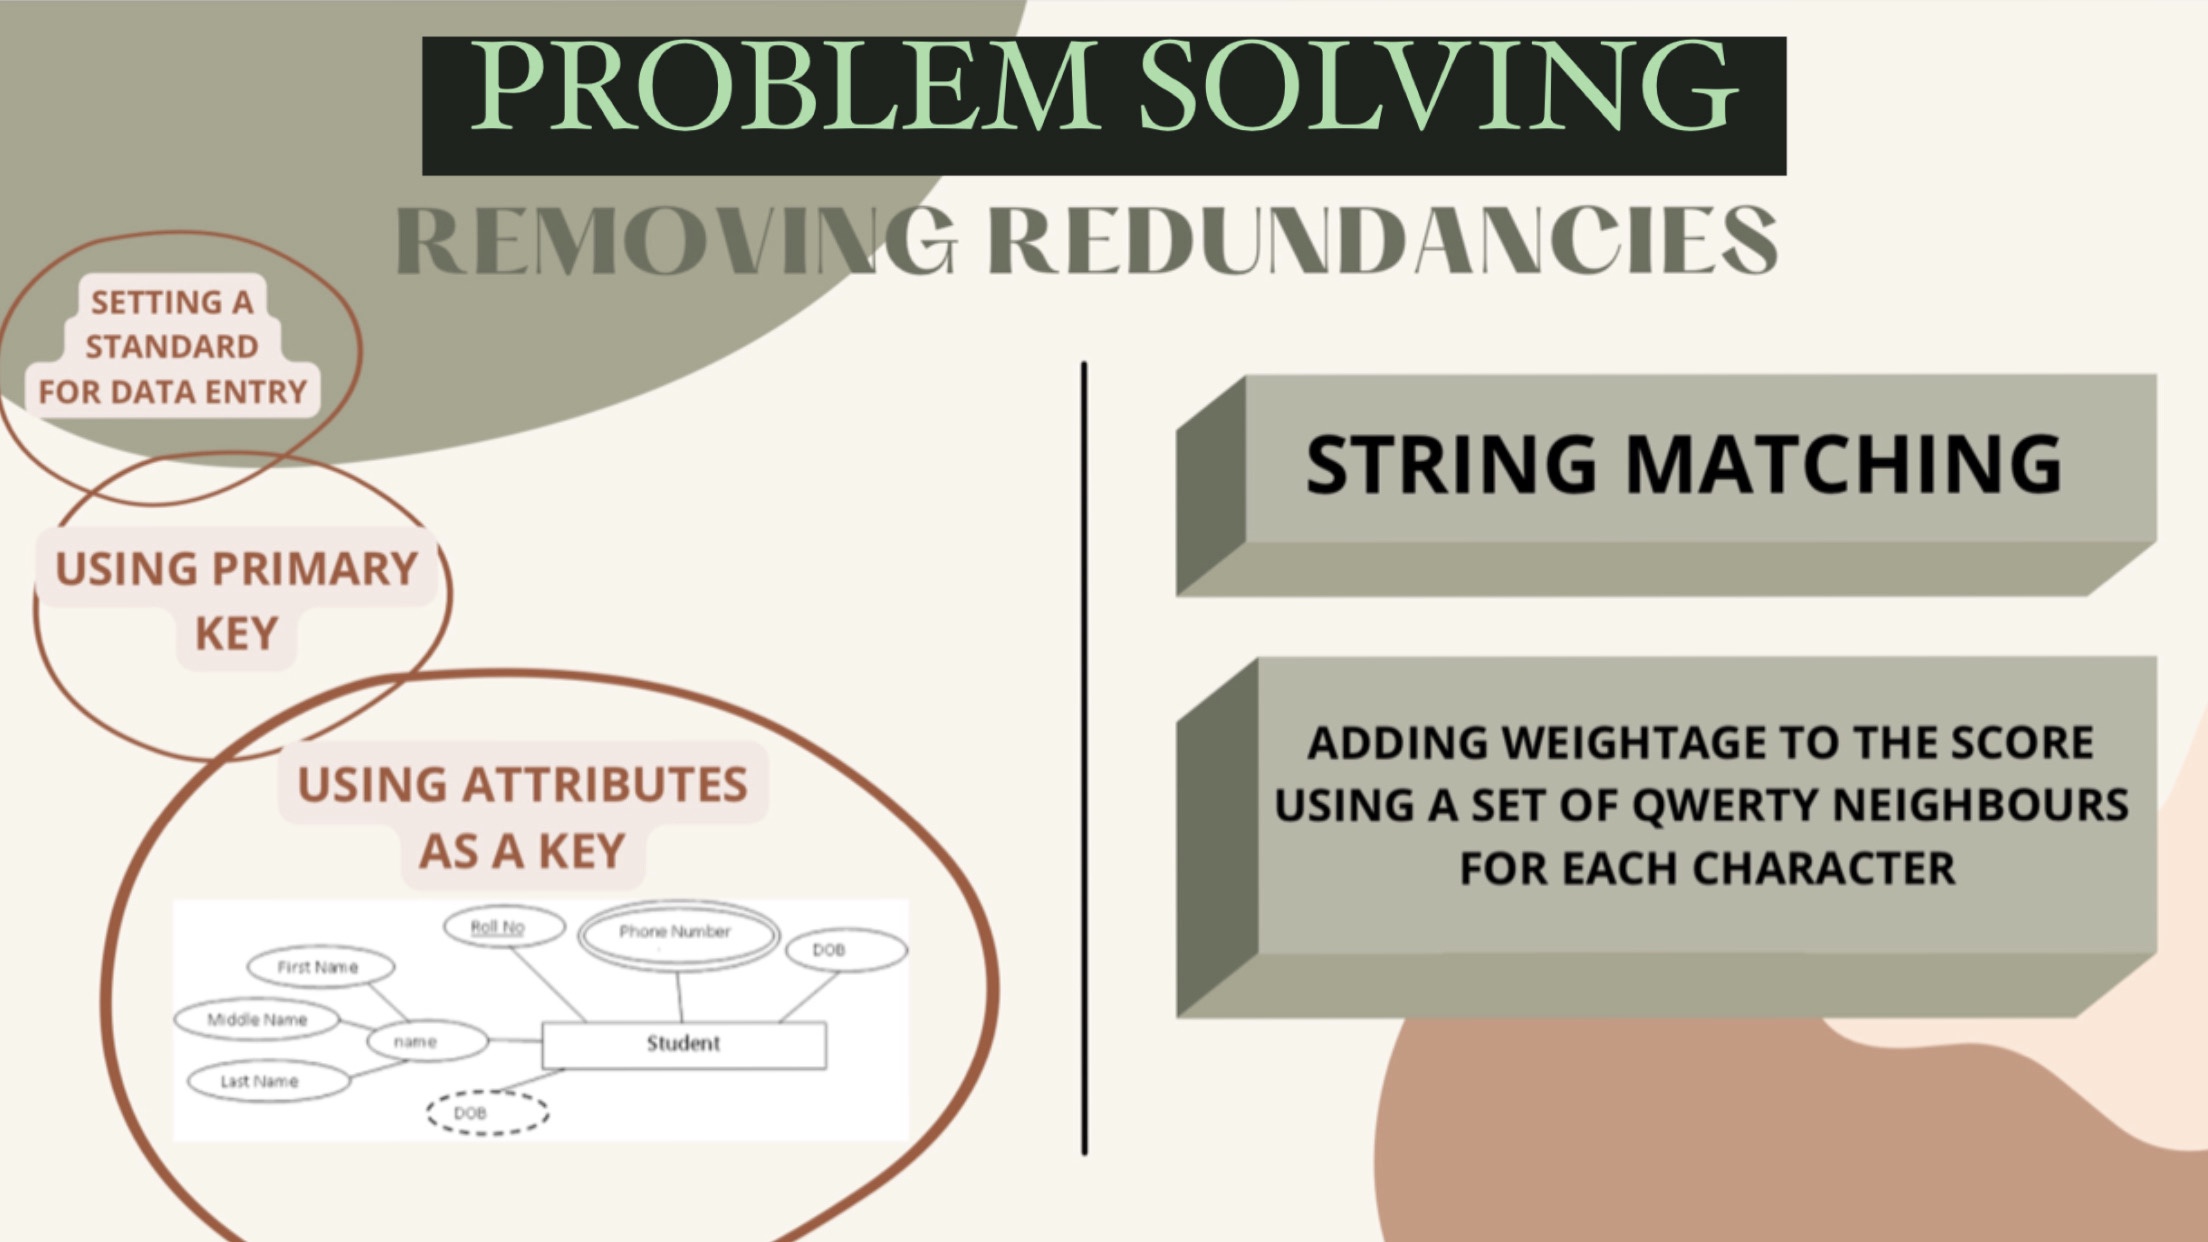 PROBLEM SOLVING
REMOVING REDUNDANCIES
SETTING A
STANDARD
FOR DATA ENTRY
USING PRIMARY
KEY
USING ATTRIBUTES
AS A KEY
Roll No
Phone Number
DOB
First Name
Middle Name
name
Last Name
Student
DOB
STRING MATCHING
ADDING WEIGHTAGE TO THE SCORE
USING A SET OF QWERTY NEIGHBOURS
FOR EACH CHARACTER